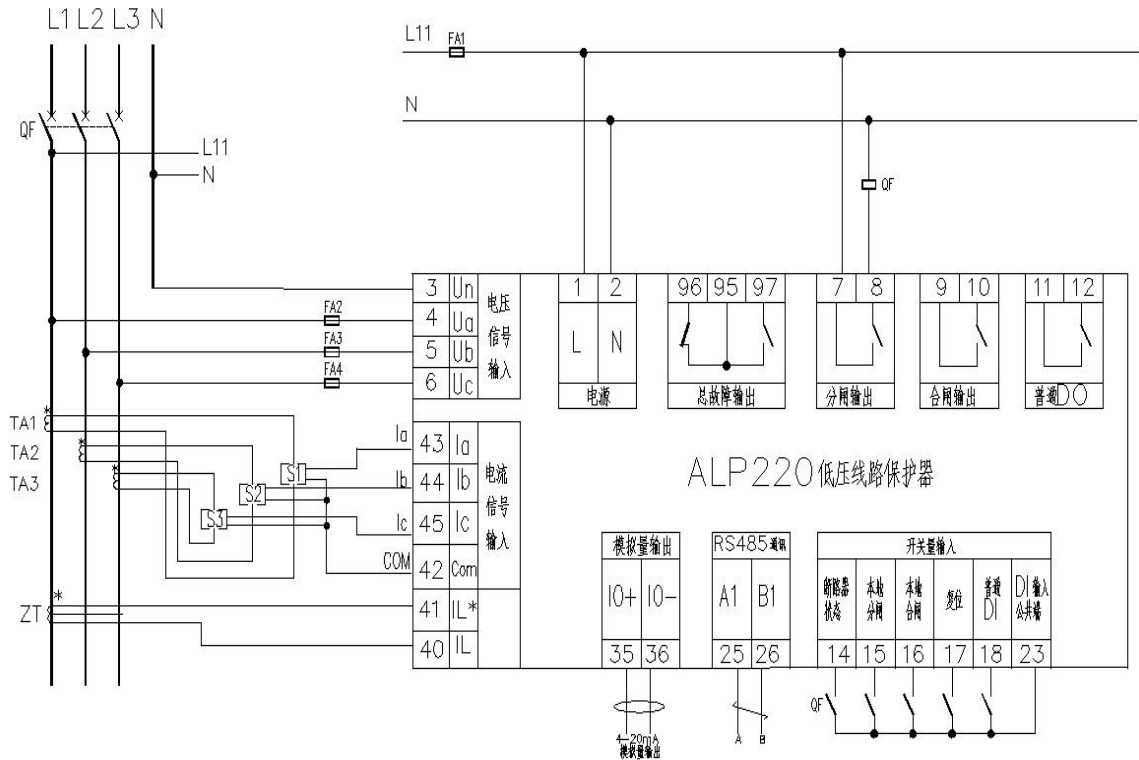 L1 L2 L3 N
L11 FA1
N
QF
L11
N
QF
3 Un
4 Ua
5 Ub
6 Uc
电压信号输入
FA2
FA3
FA4
1 2
L N
电源
96 95 97
总故障输出
7 8
分闸输出
9 10
合闸输出
11 12
普通DO
TA1
TA2
TA3
S1
S2
S3
Ia
Ib
Ic
COM
43 Ia
44 Ib
45 Ic
42 Com
41 IL*
40 IL
电流信号输入
ZT
*
*
*
*
ALP220低压线路保护器
模拟量输出
IO+ IO-
35 36
4-20mA
模拟量输出
RS485通讯
A1 B1
25 26
A B
开关量输入
断路器状态
本地分闸
本地合闸
复位
普通DI
DI输入公共端
14 15 16 17 18 23
QF